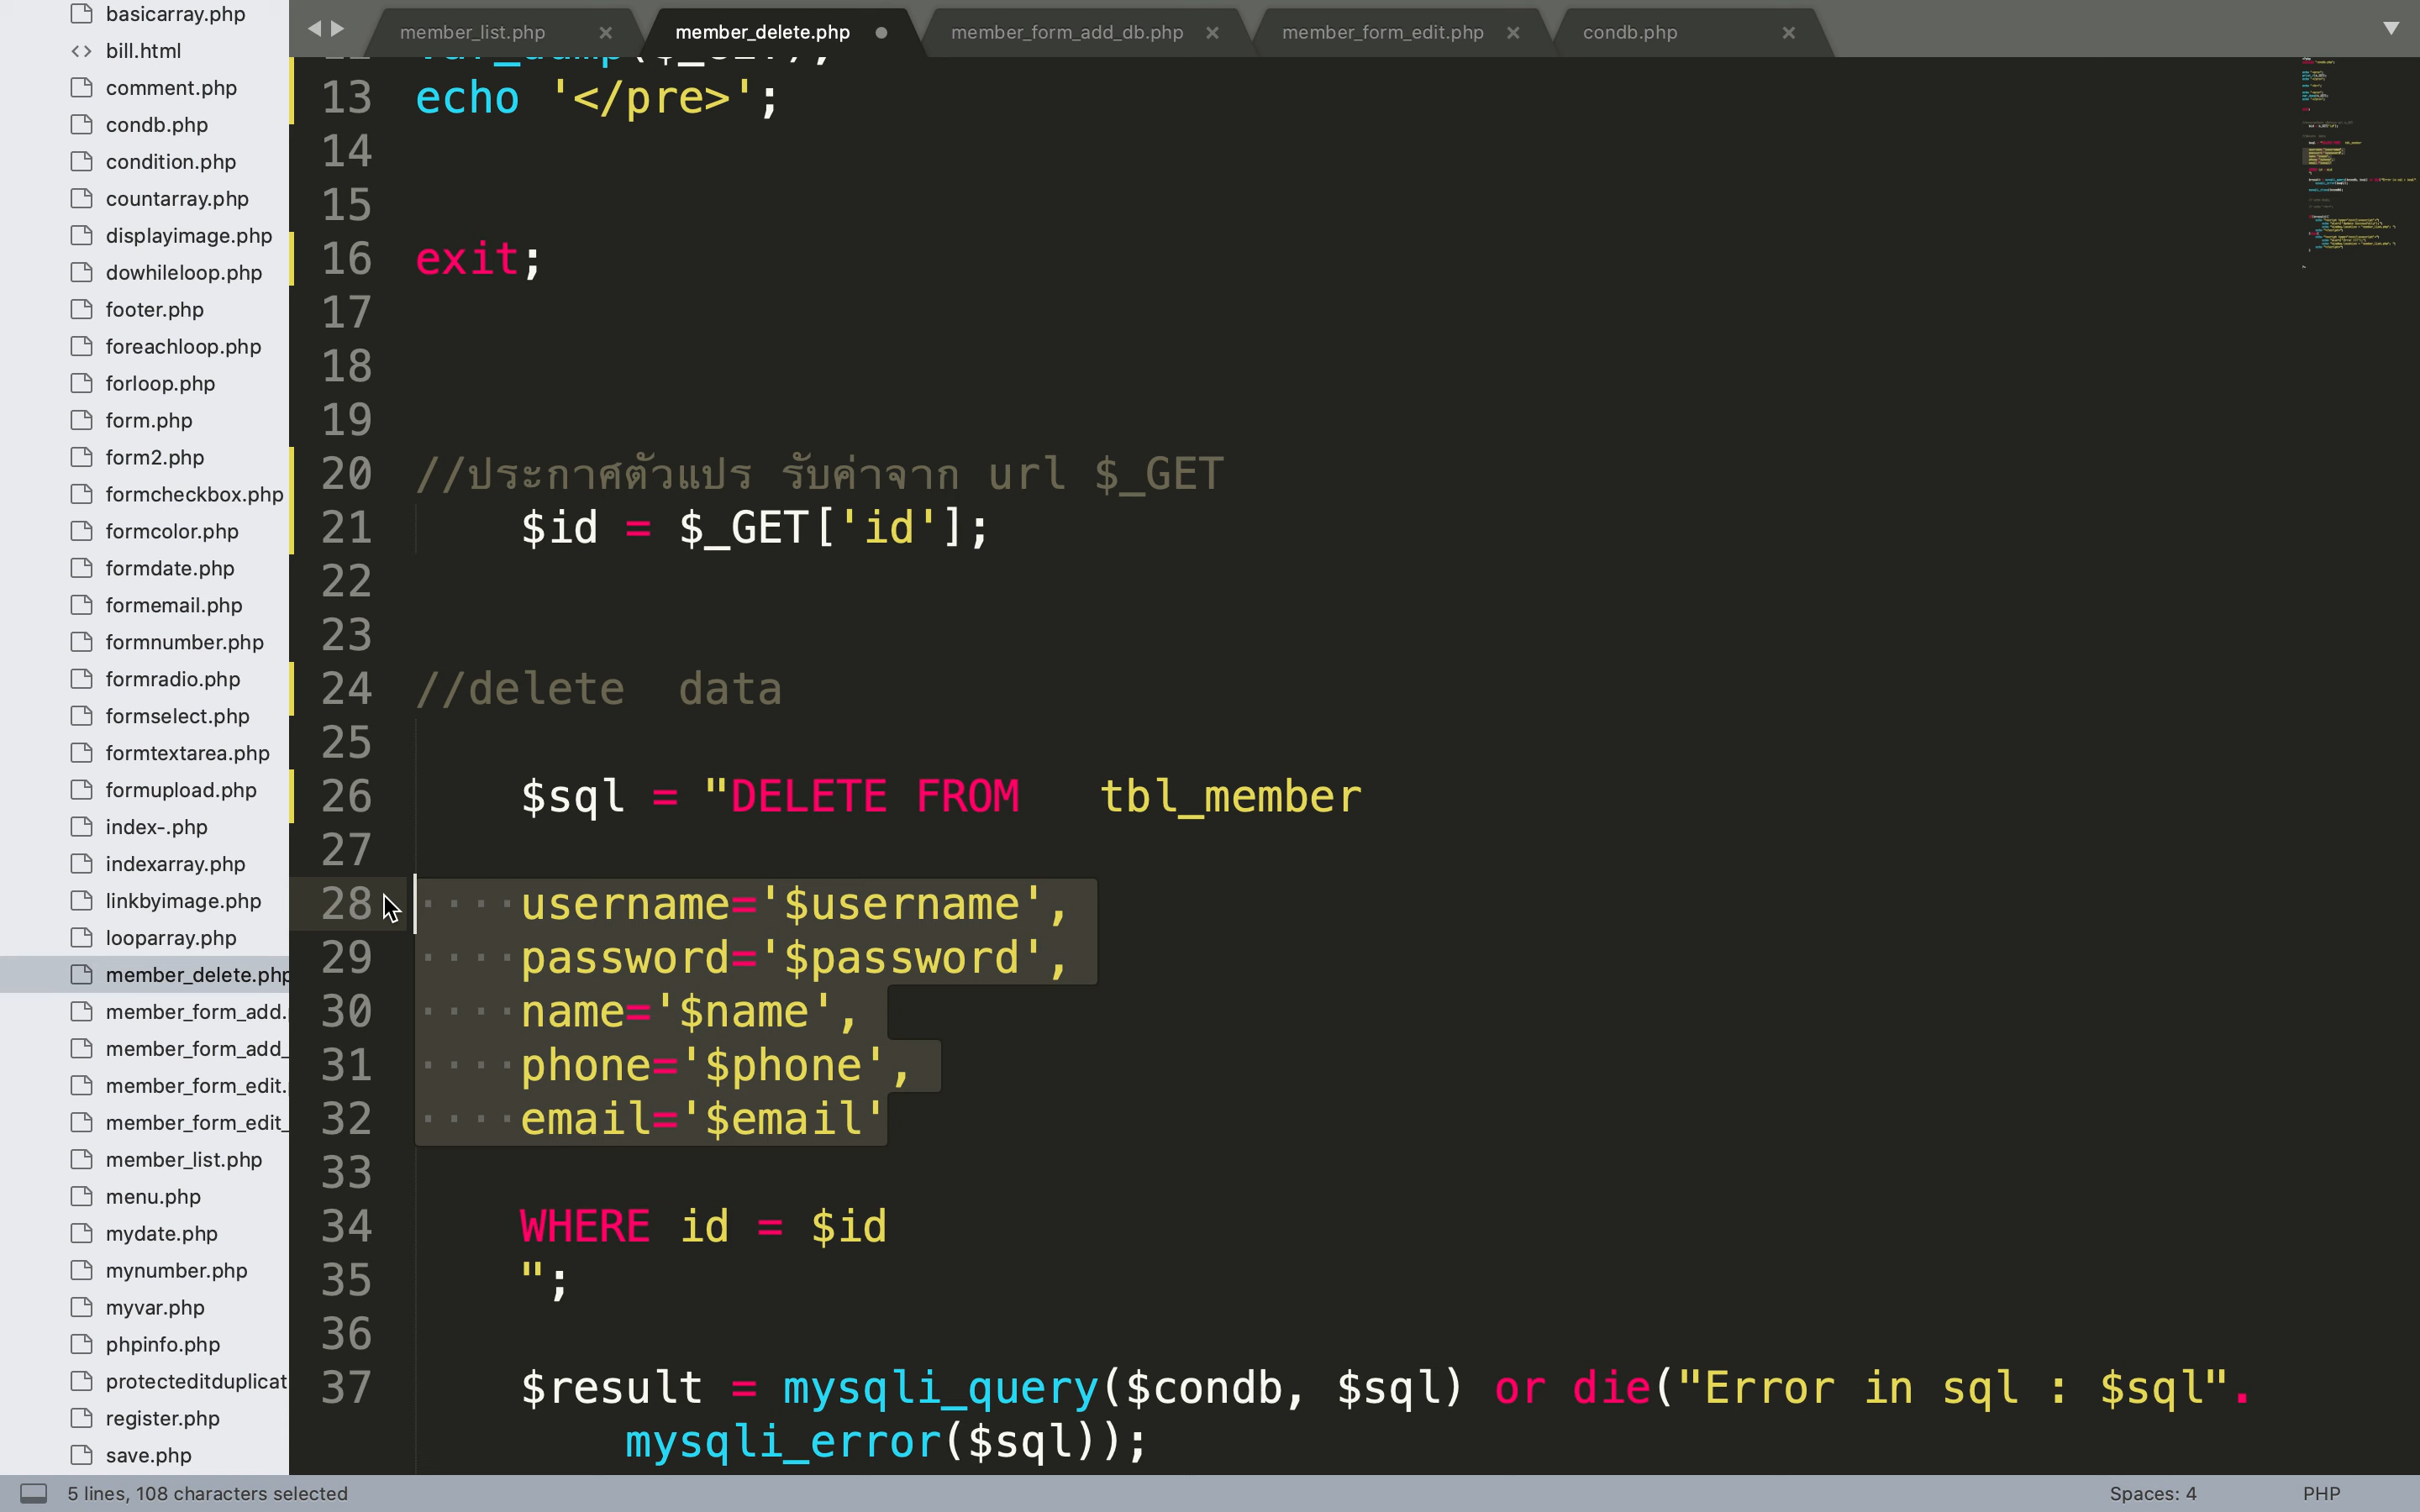 basicarray.php
bill.html
comment.php
condb.php
condition.php
countarray.php
displayimage.php
dowhileloop.php
footer.php
foreachloop.php
forloop.php
form.php
form2.php
formcheckbox.php
formcolor.php
formdate.php
formemail.php
formnumber.php
formradio.php
formselect.php
formtextarea.php
formupload.php
index-.php
indexarray.php
linkbyimage.php
looparray.php
member_delete.php
member_form_add.
member_form_add_
member_form_edit.
member_form_edit_
member_list.php
menu.php
mydate.php
mynumber.php
myvar.php
phpinfo.php
protecteditduplicat
register.php
save.php
member_list.php member_delete.php member_form_add_db.php member_form_edit.php condb.php
13 echo '</pre>';
14
15
16 exit;
17
18
19
20 //ประกาศตัวแปร รับค่าจาก url $_GET
21 $id = $_GET['id'];
22
23
24 //delete  data
25
26 $sql = "DELETE FROM   tbl_member
27
28 ····username='$username',
29 ····password='$password',
30 ····name='$name',
31 ····phone='$phone',
32 ····email='$email'
33
34 WHERE id = $id
35 ";
36
37 $result = mysqli_query($condb, $sql) or die("Error in sql : $sql".
mysqli_error($sql));
5 lines, 108 characters selected Spaces: 4 PHP